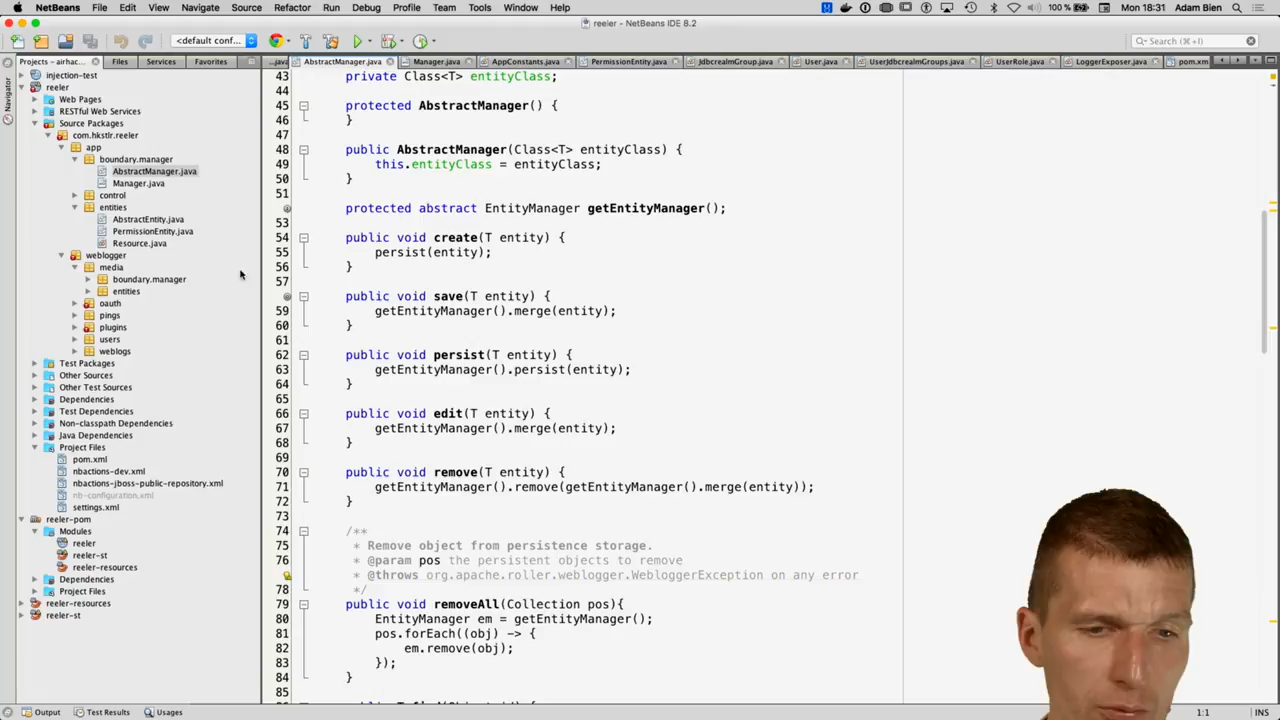 NetBeans File Edit View Navigate Source Refactor Run Debug Profile Team Tools Window Help 100 % Mon 18:31 Adam Bien
reeler - NetBeans IDE 8.2
<default conf... Search (⌘+I)
Projects – airhac... Files Services Favorites ...java AbstractManager.java Manager.java AppConstants.java PermissionEntity.java JdbcrealmGroup.java User.java UserJdbcrealmGroups.java UserRole.java LoggerExposer.java pom.xm
Navigator
injection-test
reeler
Web Pages
RESTful Web Services
Source Packages
com.hkstlr.reeler
app
boundary.manager
AbstractManager.java
Manager.java
control
entities
AbstractEntity.java
PermissionEntity.java
Resource.java
weblogger
media
boundary.manager
entities
oauth
pings
plugins
users
weblogs
Test Packages
Other Sources
Other Test Sources
Dependencies
Test Dependencies
Non-classpath Dependencies
Java Dependencies
Project Files
pom.xml
nbactions-dev.xml
nbactions-jboss-public-repository.xml
nb-configuration.xml
settings.xml
reeler-pom
Modules
reeler
reeler-st
reeler-resources
Dependencies
Project Files
reeler-resources
reeler-st
43 private Class<T> entityClass;
44
45 protected AbstractManager() {
46 }
47
48 public AbstractManager(Class<T> entityClass) {
49 this.entityClass = entityClass;
50 }
51
protected abstract EntityManager getEntityManager();
53
54 public void create(T entity) {
55 persist(entity);
56 }
57
public void save(T entity) {
59 getEntityManager().merge(entity);
60 }
61
62 public void persist(T entity) {
63 getEntityManager().persist(entity);
64 }
65
66 public void edit(T entity) {
67 getEntityManager().merge(entity);
68 }
69
70 public void remove(T entity) {
71 getEntityManager().remove(getEntityManager().merge(entity));
72 }
73
74 /**
75 * Remove object from persistence storage.
76 * @param pos the persistent objects to remove
* @throws org.apache.roller.weblogger.WebloggerException on any error
78 */
79 public void removeAll(Collection pos){
80 EntityManager em = getEntityManager();
81 pos.forEach((obj) -> {
82 em.remove(obj);
83 });
84 }
85
Output Test Results Usages 1:1 INS